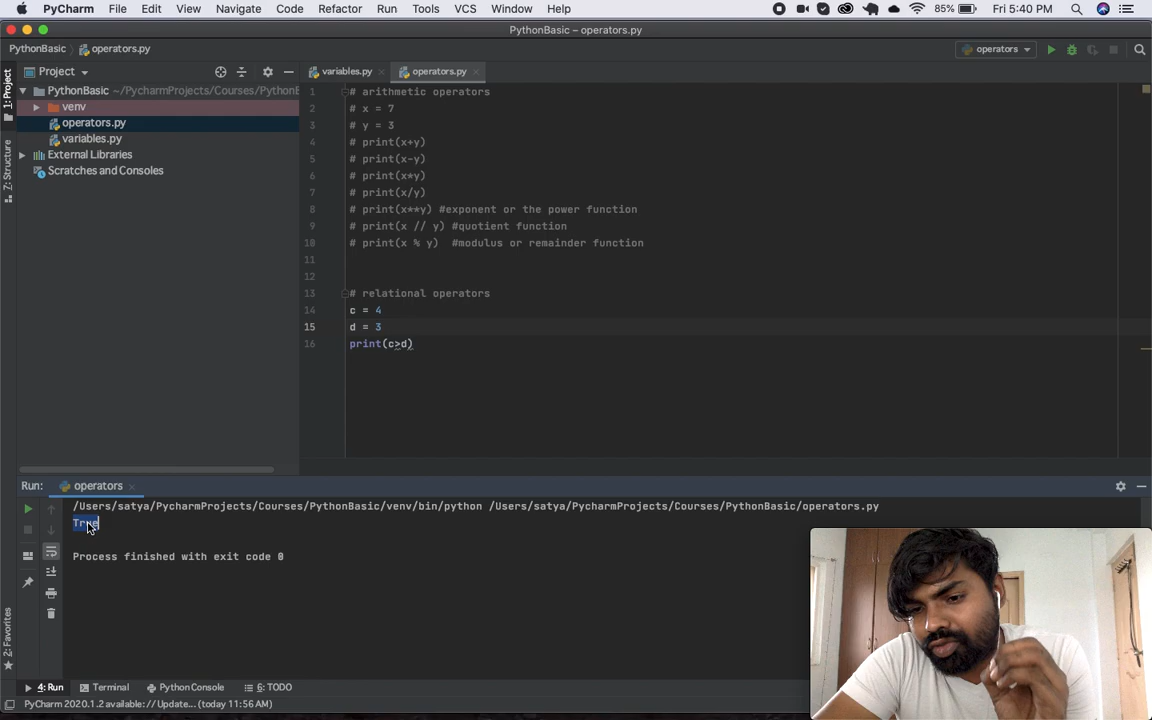 PyCharm File Edit View Navigate Code Refactor Run Tools VCS Window Help 85% Fri 5:40 PM
PythonBasic – operators.py
PythonBasic operators.py operators
1: Project
Z: Structure
2: Favorites
Project
PythonBasic ~/PycharmProjects/Courses/PythonB
venv
operators.py
variables.py
External Libraries
Scratches and Consoles
variables.py operators.py
1 # arithmetic operators
2 # x = 7
3 # y = 3
4 # print(x+y)
5 # print(x-y)
6 # print(x*y)
7 # print(x/y)
8 # print(x**y) #exponent or the power function
9 # print(x // y) #quotient function
10 # print(x % y) #modulus or remainder function
11
12
13 # relational operators
14 c = 4
15 d = 3
16 print(c>d)
Run: operators
/Users/satya/PycharmProjects/Courses/PythonBasic/venv/bin/python /Users/satya/PycharmProjects/Courses/PythonBasic/operators.py
True
Process finished with exit code 0
4: Run Terminal Python Console 6: TODO
PyCharm 2020.1.2 available: // Update... (today 11:56 AM)